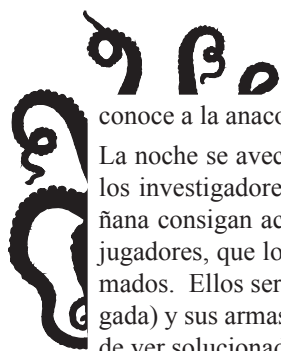 conoce a la anaco
La noche se avec
los investigadore
ñana consigan ac
jugadores, que lo
mados. Ellos ser
gada) y sus armas
de ver solucionad